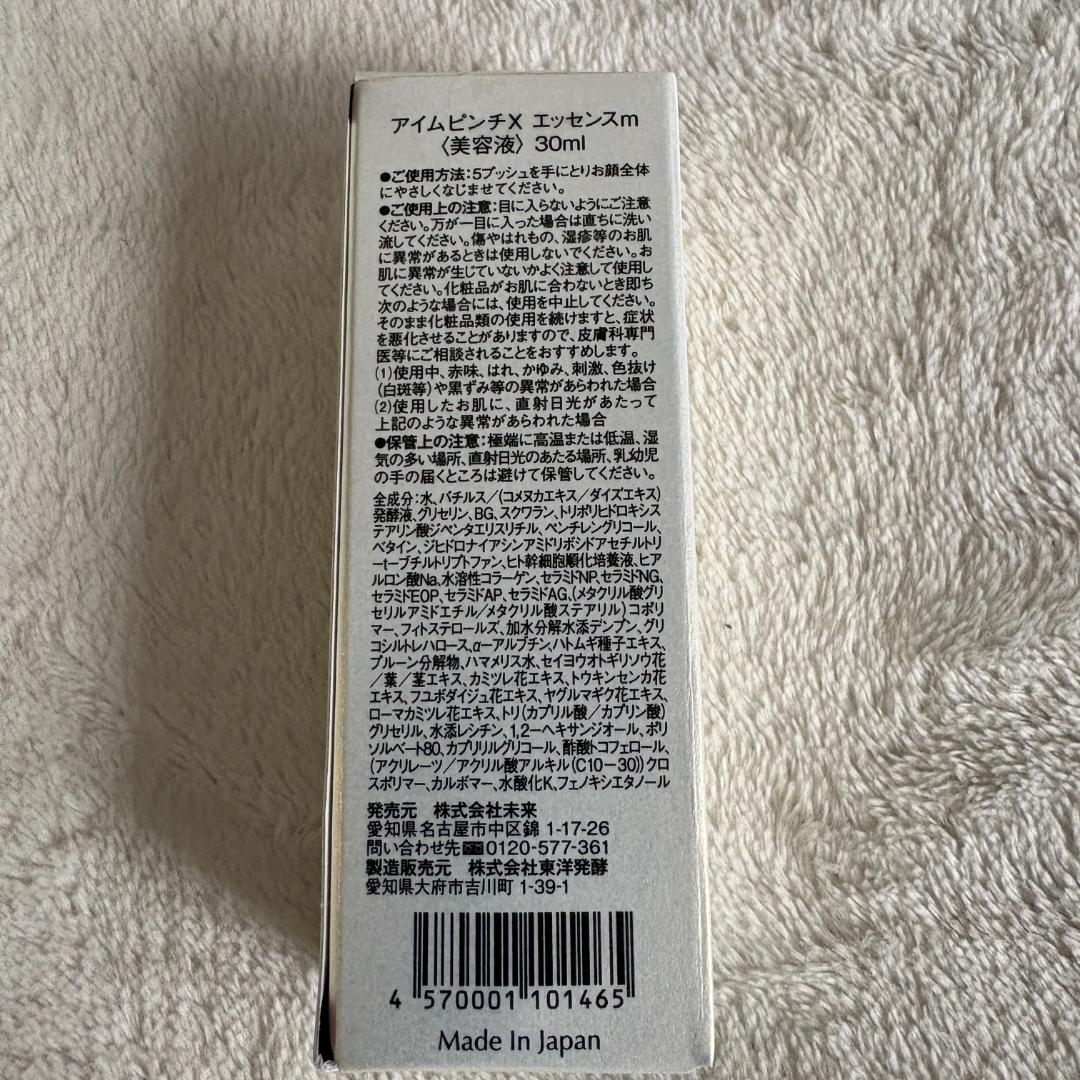 アイムピンチX エッセンスm
〈美容液〉 30ml
●ご使用方法:5プッシュを手にとりお顔全体
にやさしくなじませてください。
●ご使用上の注意:目に入らないようにご注意
ください。万が一目に入った場合は直ちに洗い
流してください。傷やはれもの、湿疹等のお肌
に異常があるときは使用しないでください。お
肌に異常が生じていないかよく注意して使用し
てください。化粧品がお肌に合わないとき即ち
次のような場合には、使用を中止してください。
そのまま化粧品類の使用を続けますと、症状
を悪化させることがありますので、皮膚科専門
医等にご相談されることをおすすめします。
(1)使用中、赤味、はれ、かゆみ、刺激、色抜け
(白斑等)や黒ずみ等の異常があらわれた場合
(2)使用したお肌に、直射日光があたって
上記のような異常があらわれた場合
●保管上の注意:極端に高温または低温、湿
気の多い場所、直射日光のあたる場所、乳幼児
の手の届くところは避けて保管してください。
全成分:水、バチルス/(コメヌカエキス/ダイズエキス)
発酵液、グリセリン、BG、スクワラン、トリポリヒドロキシス
テアリン酸ジペンタエリスリチル、ペンチレングリコール、
ベタイン、ジヒドロナイアシンアミドリボシドアセチルトリ
ーt-ブチルトリプトファン、ヒト幹細胞順化培養液、ヒア
ルロン酸Na、水溶性コラーゲン、セラミドNP、セラミドNG、
セラミドEOP、セラミドAP、セラミドAG、(メタクリル酸グリ
セリルアミドエチル/メタクリル酸ステアリル)コポリ
マー、フィトステロールズ、加水分解水添デンプン、グリ
コシルトレハロース、α-アルブチン、ハトムギ種子エキス、
プルーン分解物、ハマメリス水、セイヨウオトギリソウ花
/葉/茎エキス、カミツレ花エキス、トウキンセンカ花
エキス、フユボダイジュ花エキス、ヤグルマギク花エキス、
ローマカミツレ花エキス、トリ(カプリル酸/カプリン酸)
グリセリル、水添レシチン、1,2-ヘキサンジオール、ポリ
ソルベート80、カプリリルグリコール、酢酸トコフェロール、
(アクリレーツ/アクリル酸アルキル(C10-30))クロ
スポリマー、カルボマー、水酸化K、フェノキシエタノール
発売元 株式会社未来
愛知県名古屋市中区錦 1-17-26
問い合わせ先 0120-577-361
製造販売元 株式会社東洋発酵
愛知県大府市吉川町 1-39-1
4 570001 101465
Made In Japan